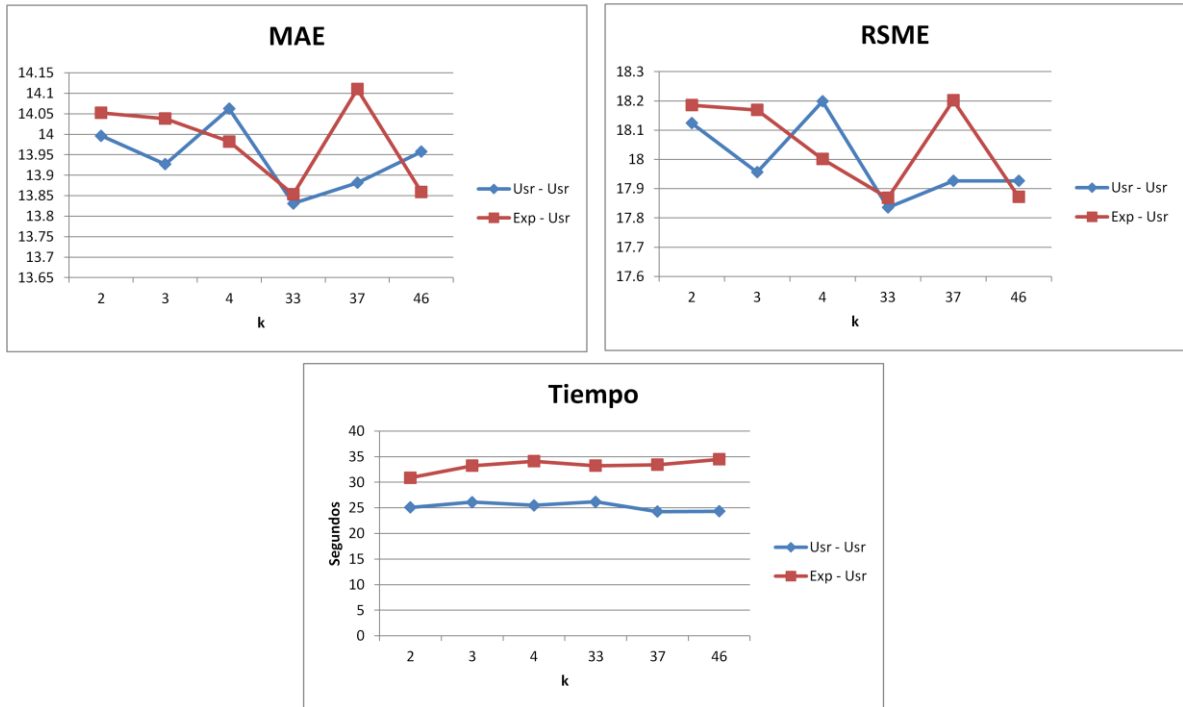 MAE
14.15
14.1
14.05
14
13.95
13.9
13.85
13.8
13.75
13.7
13.65
2 3 4 33 37 46
k
Usr - Usr
Exp - Usr
RSME
18.3
18.2
18.1
18
17.9
17.8
17.7
17.6
2 3 4 33 37 46
k
Usr - Usr
Exp - Usr
Tiempo
Segundos
40
35
30
25
20
15
10
5
0
2 3 4 33 37 46
k
Usr - Usr
Exp - Usr